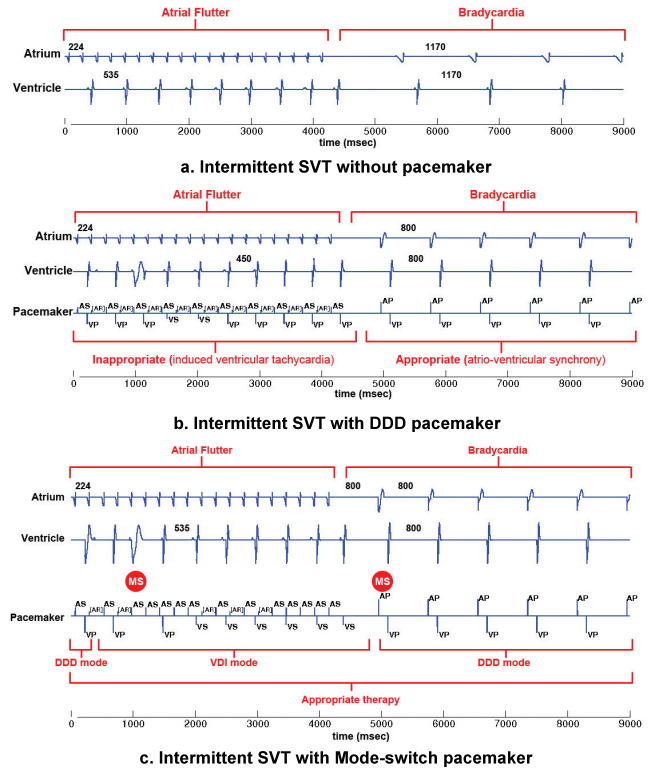 Atrial Flutter Bradycardia
224 1170
Atrium
535 1170
Ventricle
0 1000 2000 3000 4000 5000 6000 7000 8000 9000
time (msec)
a. Intermittent SVT without pacemaker
Atrial Flutter Bradycardia
224 800
Atrium
450 800
Ventricle
AS [AR] AS [AR] AS [AR] AS [AR] AS [AR] AS [AR] AS [AR] AS [AR] AS [AR] AS AP AP AP AP AP AP
Pacemaker
VP VP VP VS VS VP VP VP VP VP VP VP VP VP VP
Inappropriate (induced ventricular tachycardia) Appropriate (atrio-ventricular synchrony)
0 1000 2000 3000 4000 5000 6000 7000 8000 9000
time (msec)
b. Intermittent SVT with DDD pacemaker
Atrial Flutter Bradycardia
224 800 800
Atrium
535 800
Ventricle
MS MS
AS [AR] AS [AR] AS AS AS AS AS [AR] AS [AR] AS [AR] AS AS AS AS AS AP AP AP AP AP AP
Pacemaker
VP VP VP VS VS VS VS VS VS VP VP VP VP VP
DDD mode VDI mode DDD mode
Appropriate therapy
0 1000 2000 3000 4000 5000 6000 7000 8000 9000
time (msec)
c. Intermittent SVT with Mode-switch pacemaker